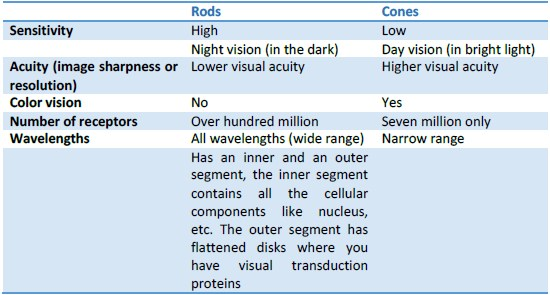 Rods Cones
Sensitivity High Low
Night vision (in the dark) Day vision (in bright light)
Acuity (image sharpness or Lower visual acuity Higher visual acuity
resolution)
Color vision No Yes
Number of receptors Over hundred million Seven million only
Wavelengths All wavelengths (wide range) Narrow range
Has an inner and an outer
segment, the inner segment
contains all the cellular
components like nucleus,
etc. The outer segment has
flattened disks where you
have visual transduction
proteins